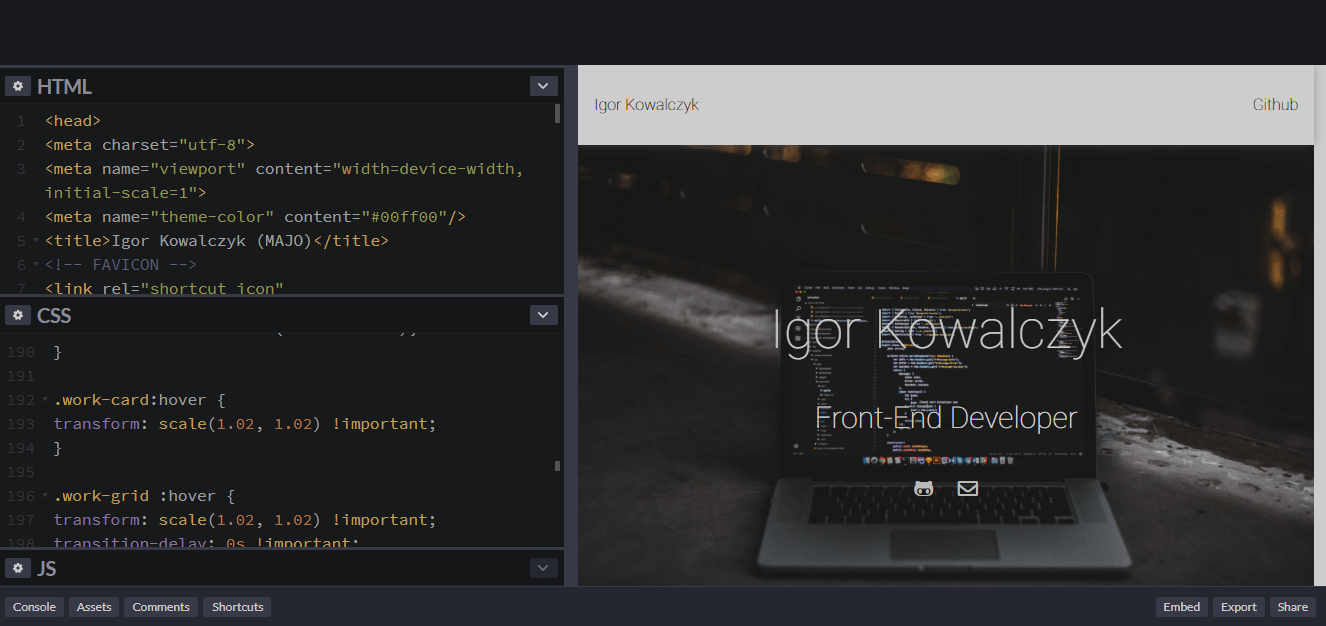 HTML
1 <head>
2 <meta charset="utf-8">
3 <meta name="viewport" content="width=device-width,
initial-scale=1">
4 <meta name="theme-color" content="#00ff00"/>
5 <title>Igor Kowalczyk (MAJO)</title>
6 <!-- FAVICON -->
7 <link rel="shortcut icon"
CSS
190 }
191
192 .work-card:hover {
193 transform: scale(1.02, 1.02) !important;
194 }
195
196 .work-grid :hover {
197 transform: scale(1.02, 1.02) !important;
198 transition-delay: 0s !important;
JS
Igor Kowalczyk
Github
Igor Kowalczyk
Front-End Developer
Console Assets Comments Shortcuts
Embed Export Share